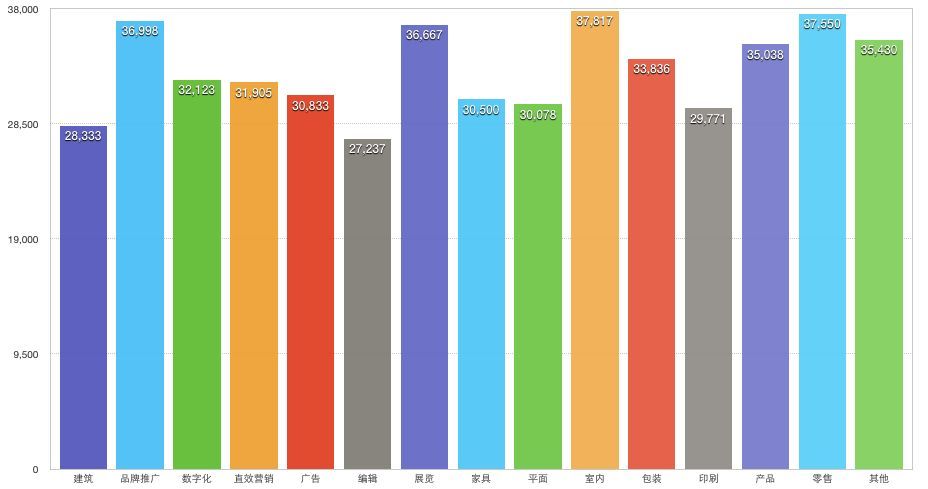 38,000
28,500
19,000
9,500
0
28,333
36,998
32,123
31,905
30,833
27,237
36,667
30,500
30,078
37,817
33,836
29,771
35,038
37,550
35,430
建筑
品牌推广
数字化
直效营销
广告
编辑
展览
家具
平面
室内
包装
印刷
产品
零售
其他